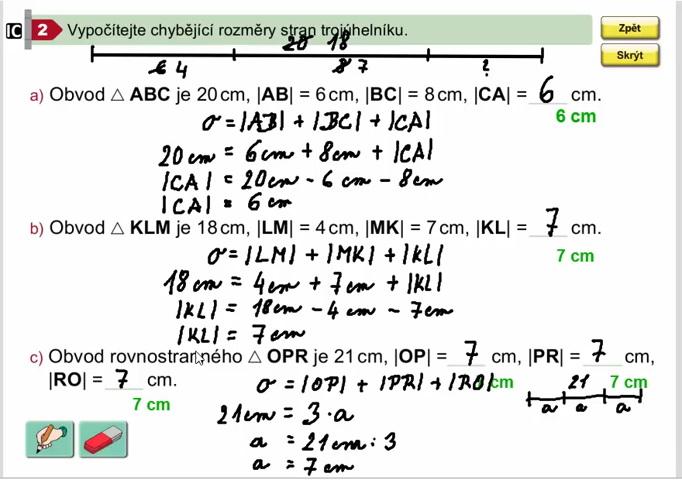 IC 2 Vypočítejte chybějící rozměry stran trojúhelníku.
Zpět
Skrýt
20 18
6 4 8 7 ?
a) Obvod △ ABC je 20 cm, |AB| = 6 cm, |BC| = 8 cm, |CA| = 6 cm.
6 cm
σ = |AB| + |BC| + |CA|
20 cm = 6 cm + 8 cm + |CA|
|CA| = 20 cm - 6 cm - 8 cm
|CA| = 6 cm
b) Obvod △ KLM je 18 cm, |LM| = 4 cm, |MK| = 7 cm, |KL| = 7 cm.
7 cm
σ = |LM| + |MK| + |KL|
18 cm = 4 cm + 7 cm + |KL|
|KL| = 18 cm - 4 cm - 7 cm
|KL| = 7 cm
c) Obvod rovnostranného △ OPR je 21 cm, |OP| = 7 cm, |PR| = 7 cm,
|RO| = 7 cm.
7 cm
σ = |OP| + |PR| + |RO| cm
21
7 cm
a a a
21 cm = 3 · a
a = 21 cm : 3
a = 7 cm